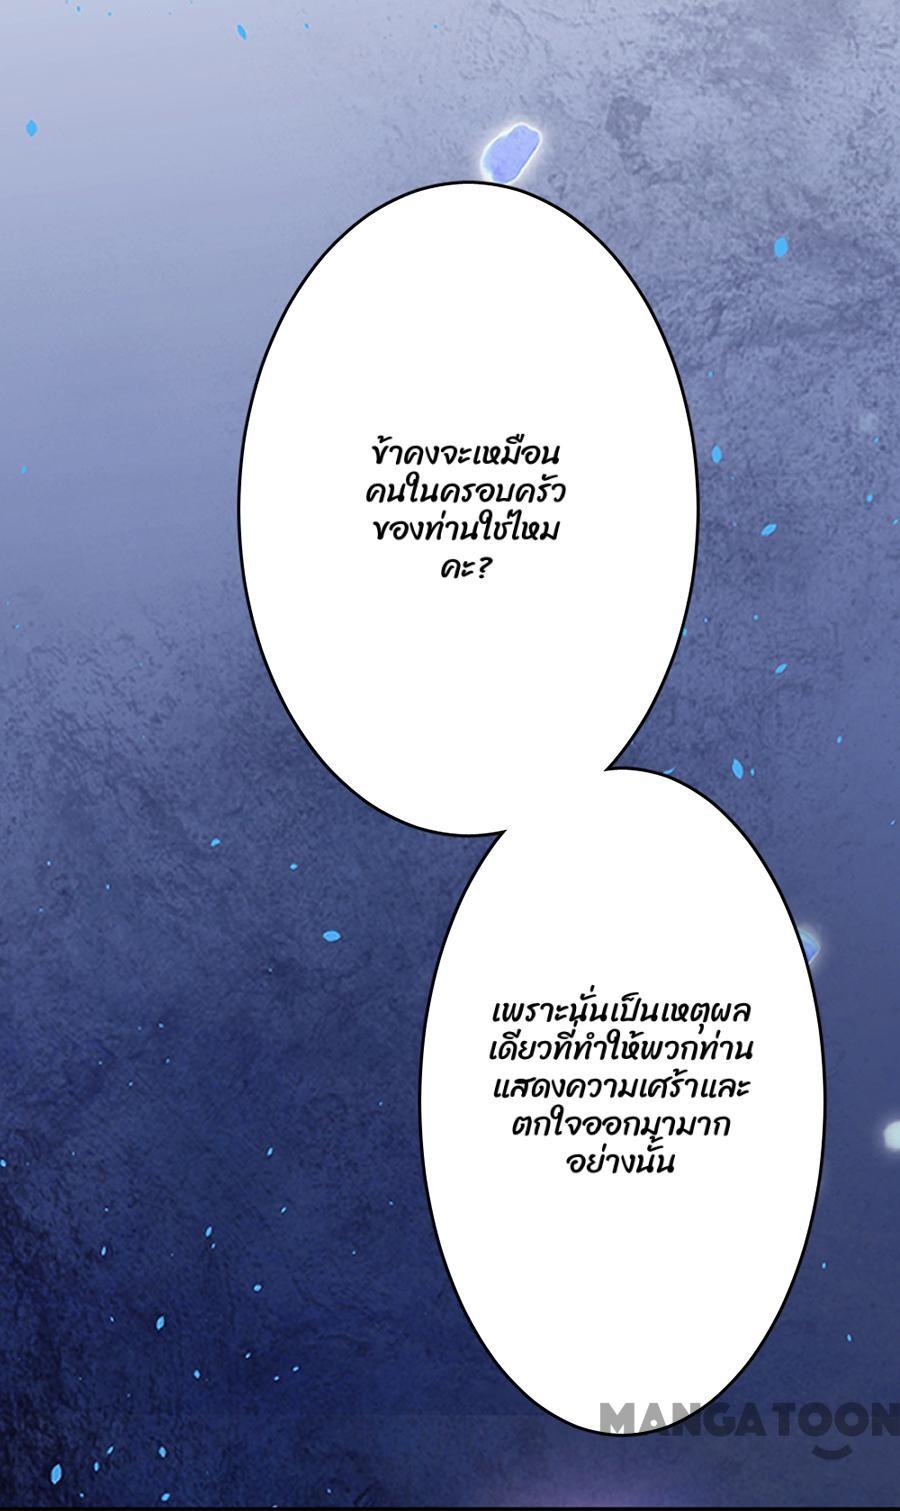 ข้าคงจะเหมือน
คนในครอบครัว
ของท่านใช่ไหม
คะ?
เพราะนั่นเป็นเหตุผล
เดียวที่ทำให้พวกท่าน
แสดงความเศร้าและ
ตกใจออกมามาก
อย่างนั้น
MANGATOON